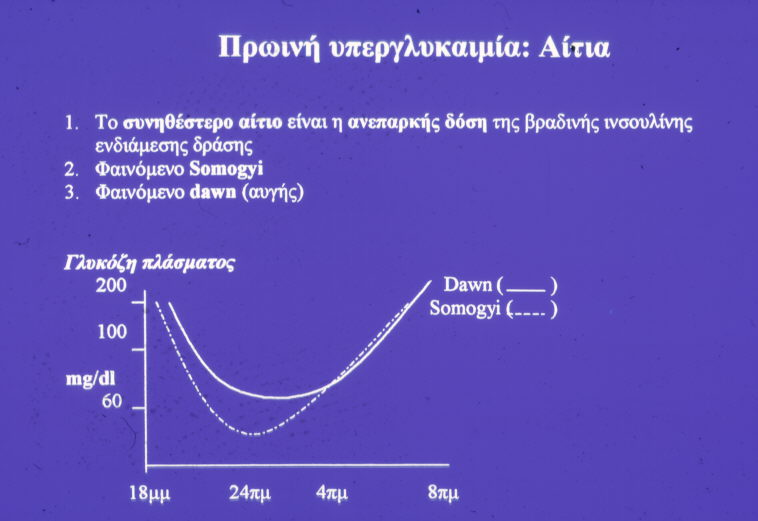 Πρωινή υπεργλυκαιμία: Αίτια
1. Το συνηθέστερο αίτιο είναι η ανεπαρκής δόση της βραδινής ινσουλίνης
ενδιάμεσης δράσης
2. Φαινόμενο Somogyi
3. Φαινόμενο dawn (αυγής)
Γλυκόζη πλάσματος
200
Dawn ( ____ )
Somogyi (----)
100
mg/dl
60
18μμ 24πμ 4πμ 8πμ